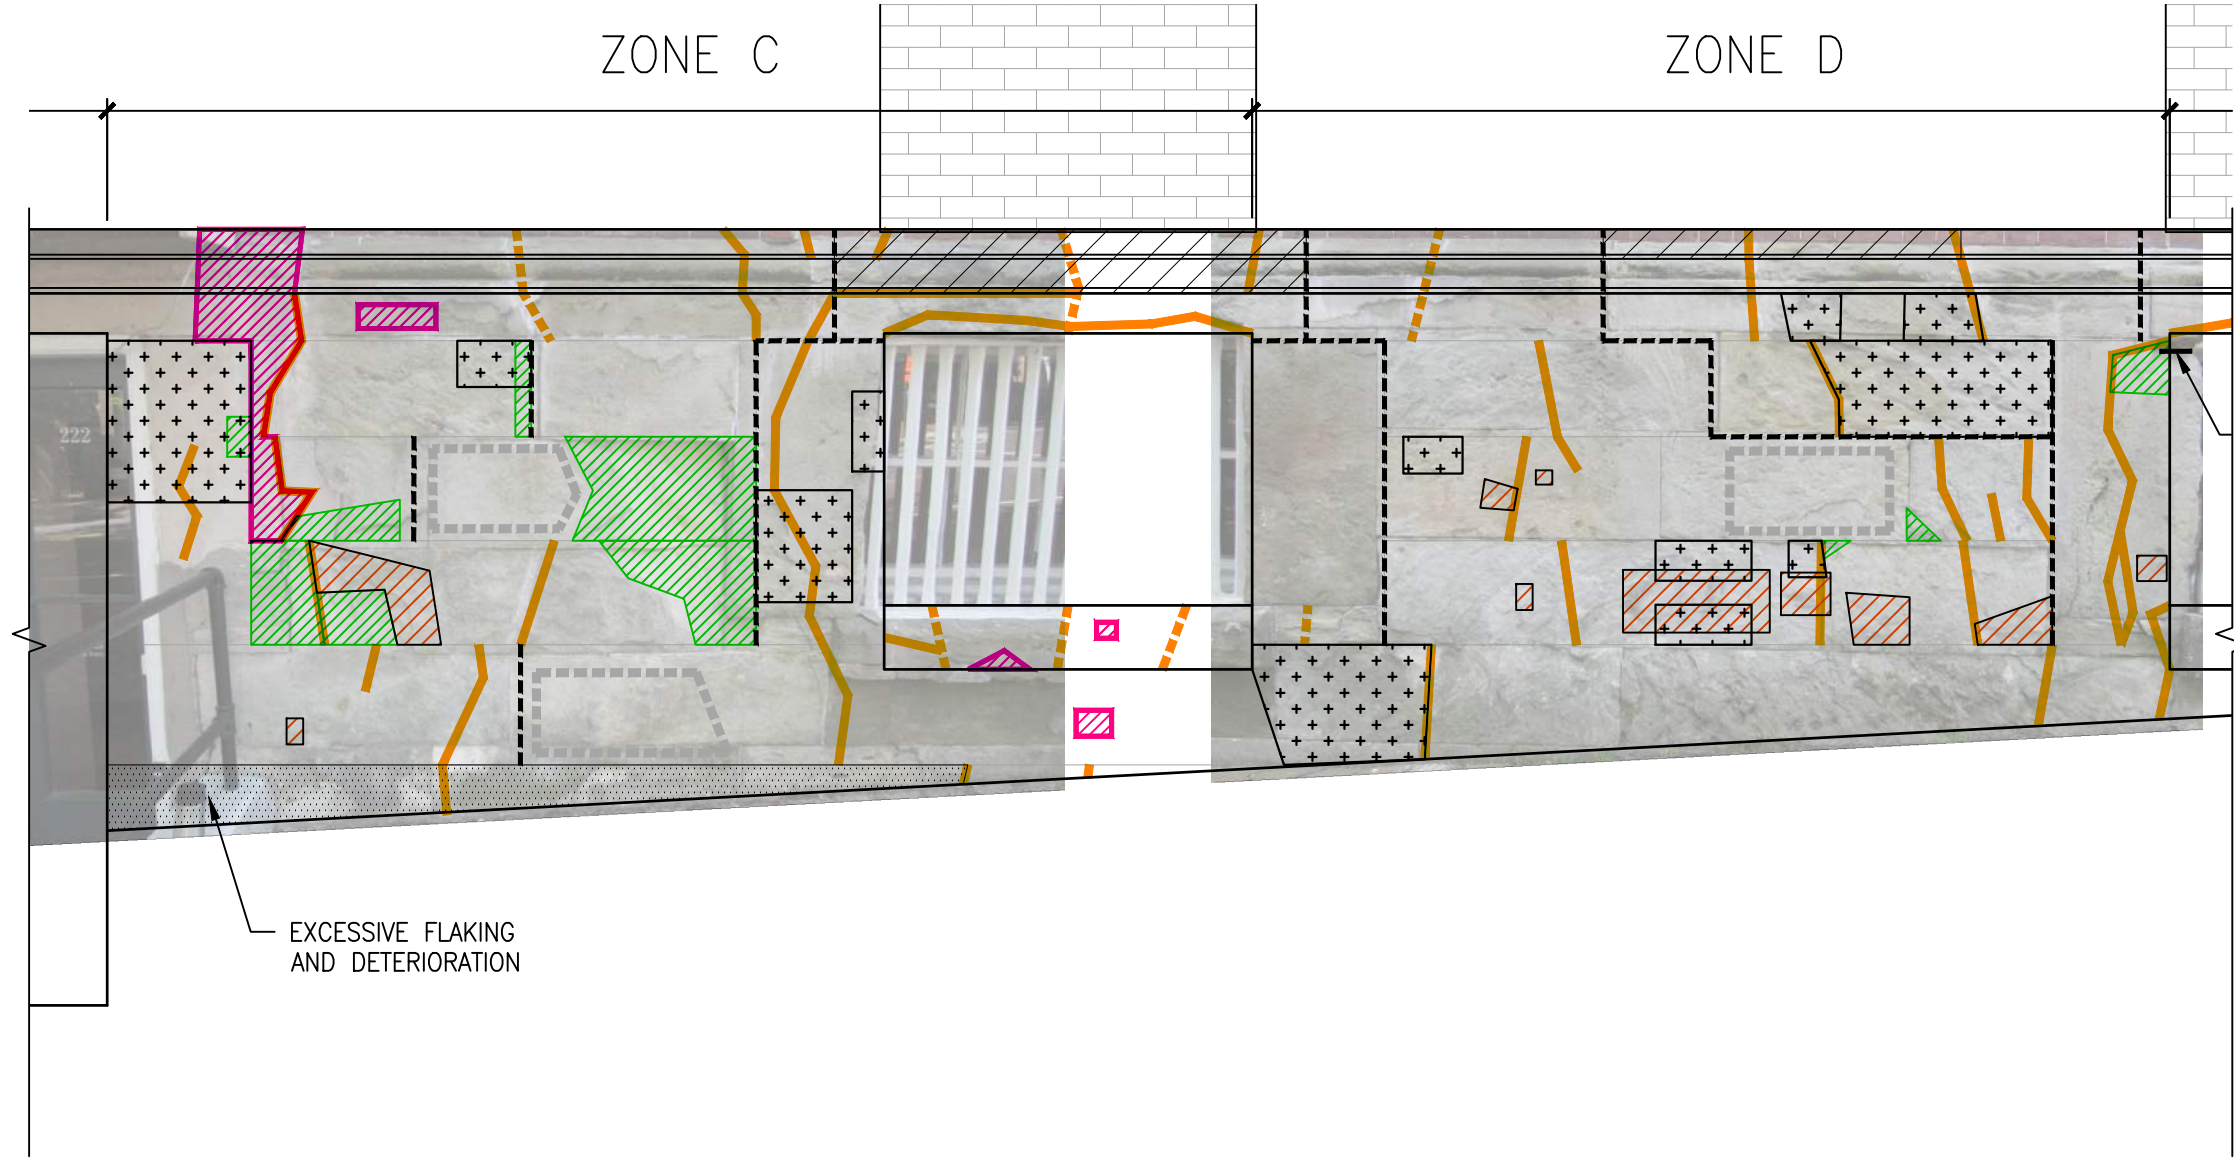 ZONE C
ZONE D
222
EXCESSIVE FLAKING
AND DETERIORATION